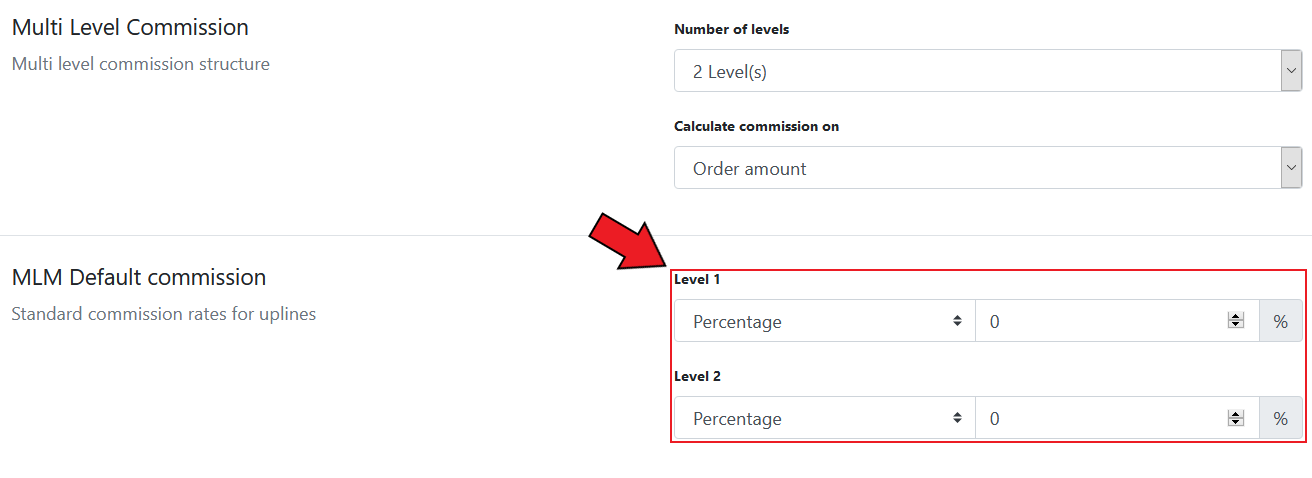 Multi Level Commission
Multi level commission structure
Number of levels
2 Level(s)
Calculate commission on
Order amount
MLM Default commission
Standard commission rates for uplines
Level 1
Percentage 0 %
Level 2
Percentage 0 %